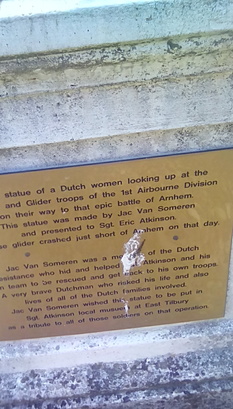 statue of a Dutch women looking up at the
and Glider troops of the 1st Airbourne Division
on their way to that epic battle of Arnhem.
This statue was made by Jac Van Someren
and presented to Sgt. Eric Atkinson.
glider crashed just short of on that day.
Jac Van Someren was a of the Dutch
who hid and helped Atkinson and his
team to be rescued and back to his own troops.
A very brave Dutchman who risked his life and also
lives of all of the Dutch families involved.
Jac Van Someren wished the statue to be put in
Sgt. Atkinson local at East Tilbury
as a tribute to all of those on that operation.